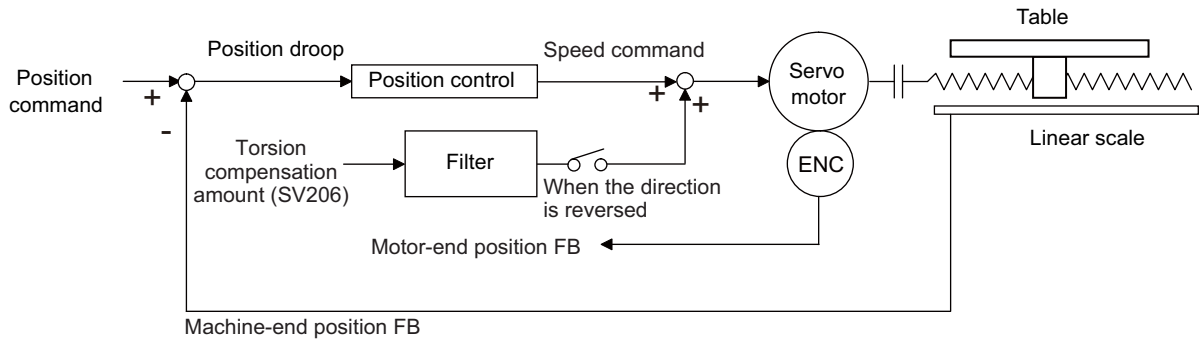 Table
Position droop
Speed command
Position
command
+
-
Position control
+
+
Servo
motor
Linear scale
Torsion
compensation
amount (SV206)
Filter
When the direction
is reversed
ENC
Motor-end position FB
Machine-end position FB